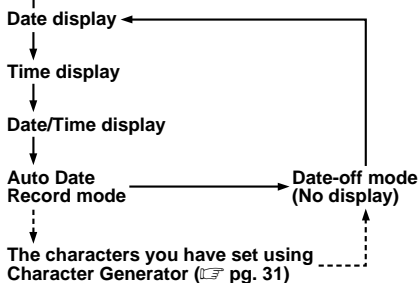 Date display
Time display
Date/Time display
Auto Date
Record mode
Date-off mode
(No display)
The characters you have set using
Character Generator (☞ pg. 31)